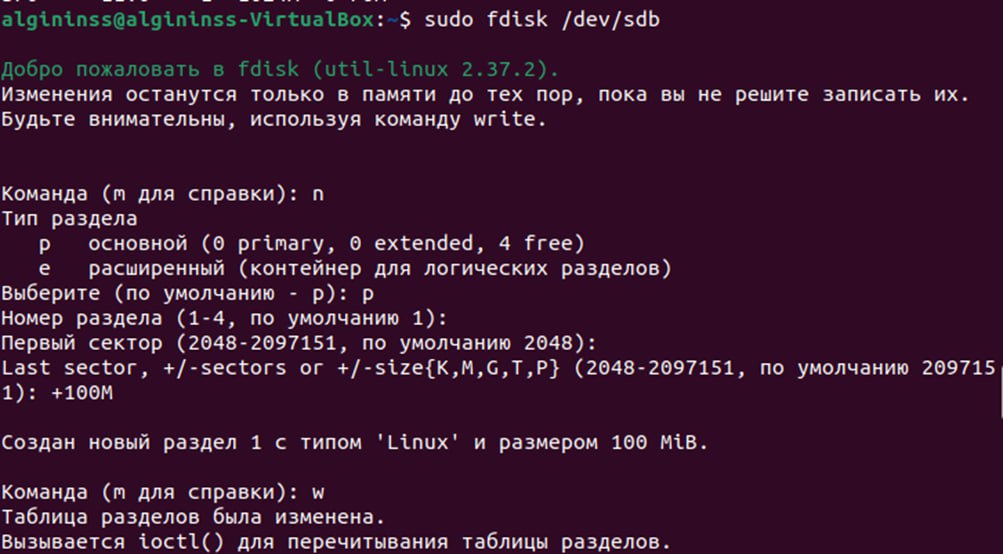 algininss@algininss-VirtualBox:~$ sudo fdisk /dev/sdb
Добро пожаловать в fdisk (util-linux 2.37.2).
Изменения останутся только в памяти до тех пор, пока вы не решите записать их.
Будьте внимательны, используя команду write.
Команда (m для справки): n
Тип раздела
   p   основной (0 primary, 0 extended, 4 free)
   e   расширенный (контейнер для логических разделов)
Выберите (по умолчанию - p): p
Номер раздела (1-4, по умолчанию 1):
Первый сектор (2048-2097151, по умолчанию 2048):
Last sector, +/-sectors or +/-size{K,M,G,T,P} (2048-2097151, по умолчанию 209715
1): +100M
Создан новый раздел 1 с типом 'Linux' и размером 100 MiB.
Команда (m для справки): w
Таблица разделов была изменена.
Вызывается ioctl() для перечитывания таблицы разделов.